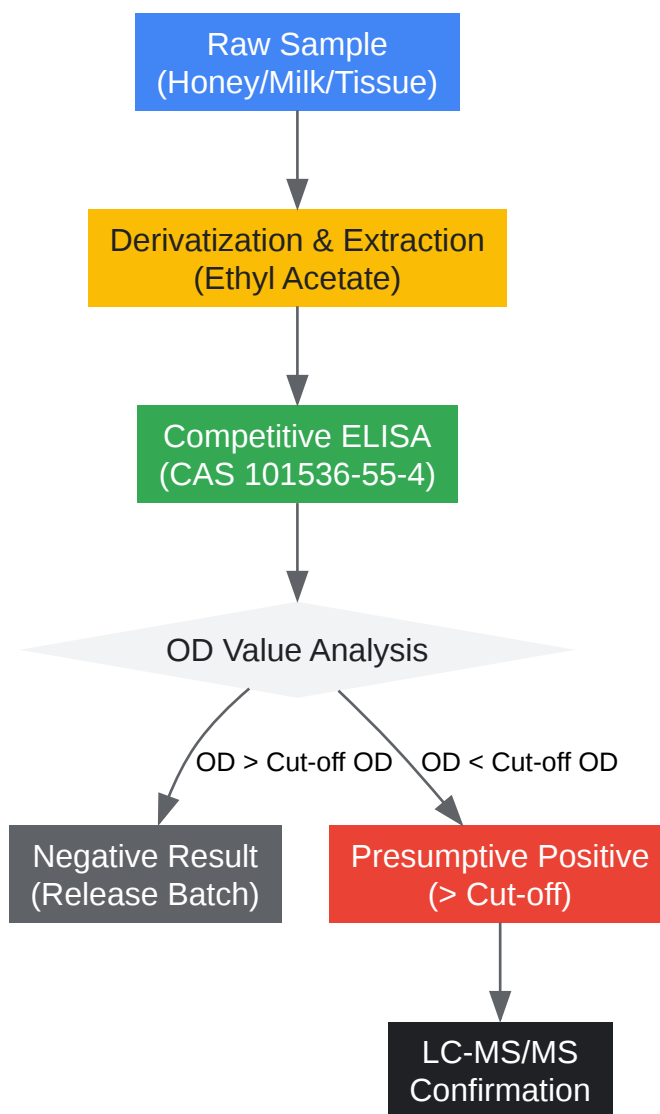 Raw Sample
(Honey/Milk/Tissue)
Derivatization & Extraction
(Ethyl Acetate)
Competitive ELISA
(CAS 101536-55-4)
OD Value Analysis
OD > Cut-off OD
OD < Cut-off OD
Negative Result
(Release Batch)
Presumptive Positive
(> Cut-off)
LC-MS/MS
Confirmation